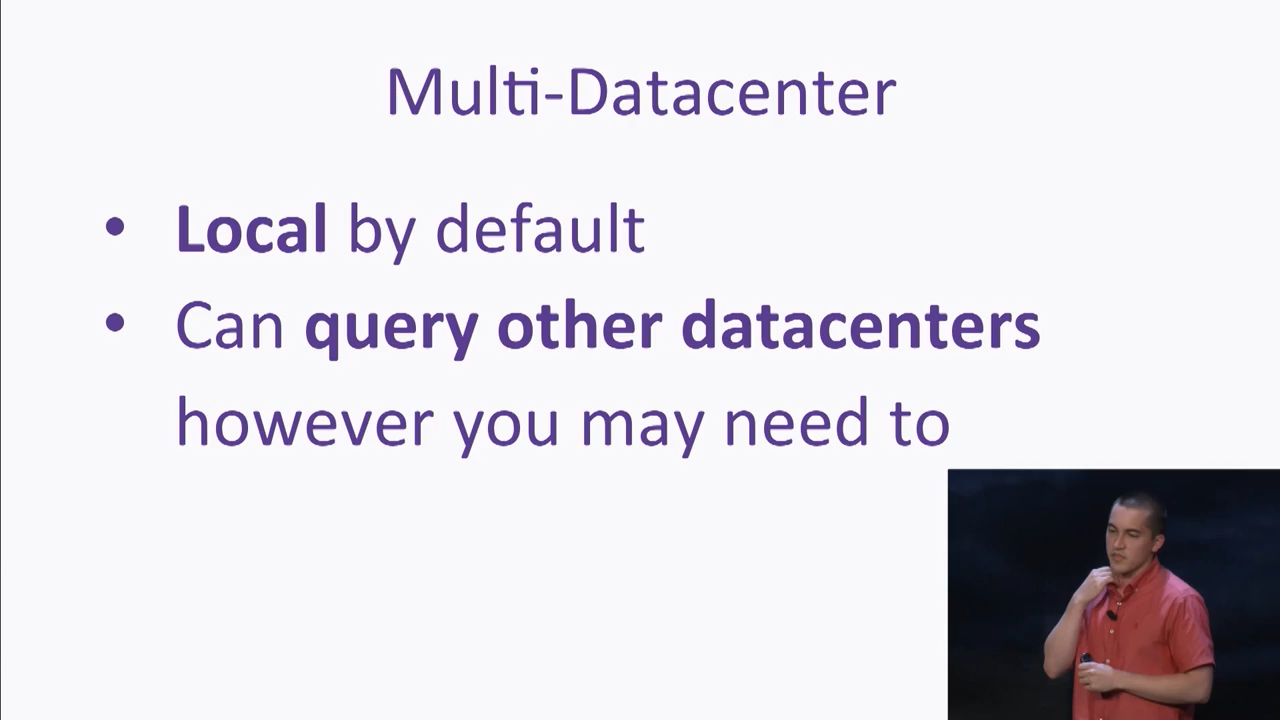 Multi-Datacenter
• Local by default
• Can query other datacenters
however you may need to